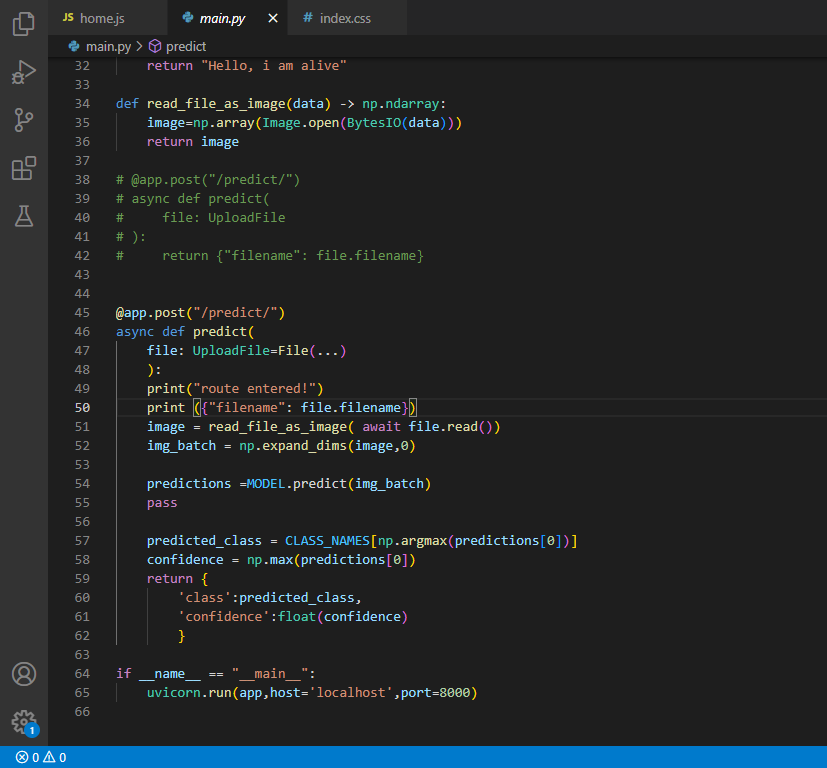 JS home.js main.py × # index.css
main.py > predict
32 return "Hello, i am alive"
33
34 def read_file_as_image(data) -> np.ndarray:
35 image=np.array(Image.open(BytesIO(data)))
36 return image
37
38 # @app.post("/predict/")
39 # async def predict(
40 # file: UploadFile
41 # ):
42 # return {"filename": file.filename}
43
44
45 @app.post("/predict/")
46 async def predict(
47 file: UploadFile=File(...)
48 ):
49 print("route entered!")
50 print ({"filename": file.filename})
51 image = read_file_as_image( await file.read())
52 img_batch = np.expand_dims(image,0)
53
54 predictions =MODEL.predict(img_batch)
55 pass
56
57 predicted_class = CLASS_NAMES[np.argmax(predictions[0])]
58 confidence = np.max(predictions[0])
59 return {
60 'class':predicted_class,
61 'confidence':float(confidence)
62 }
63
64 if __name__ == "__main__":
65 uvicorn.run(app,host='localhost',port=8000)
66
1
0 0